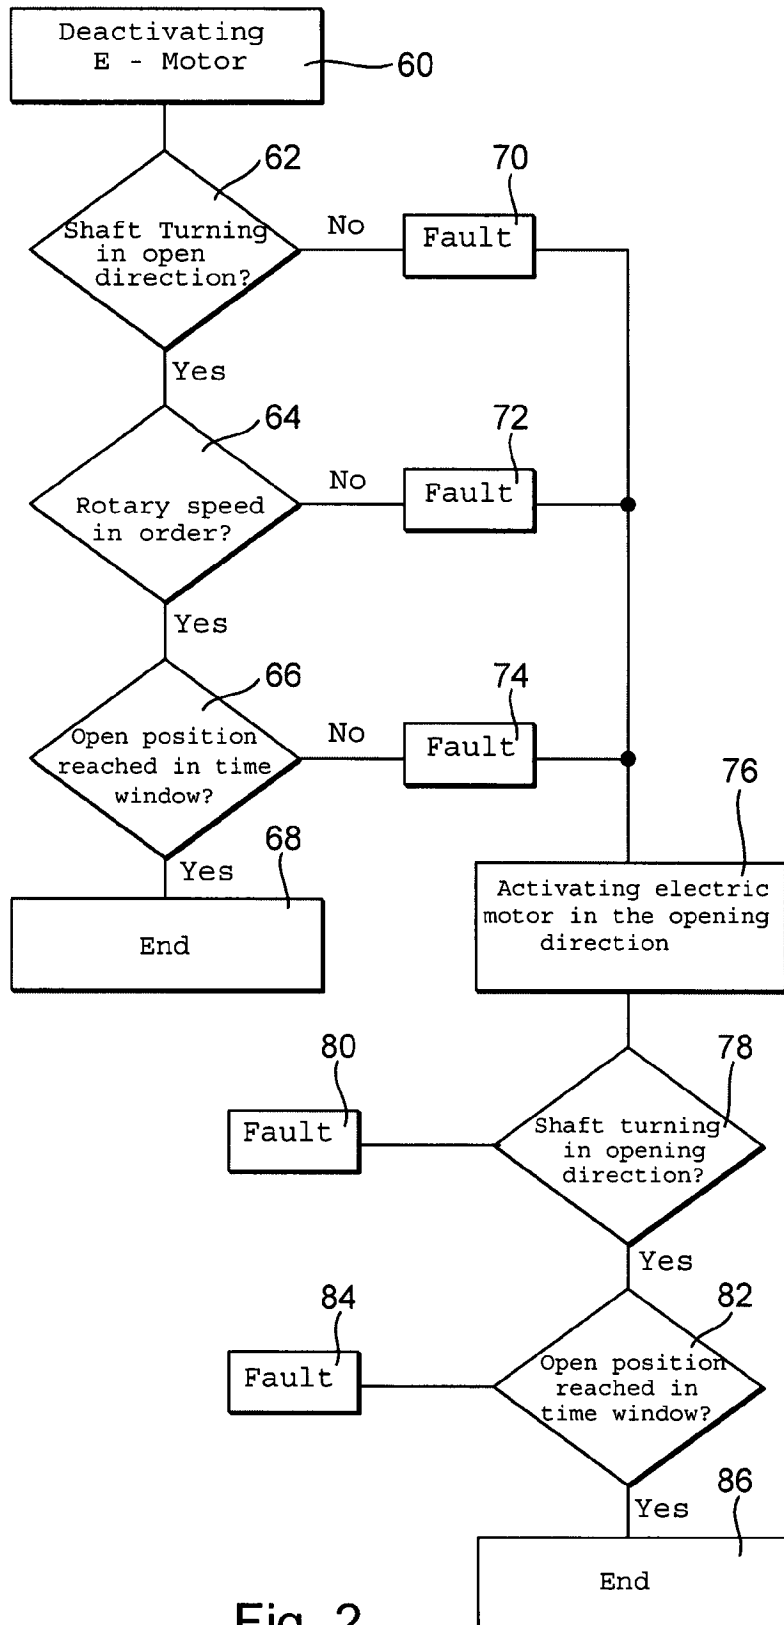 Deactivating
E - Motor
60
62
Shaft Turning
in open
direction?
No
70
Fault
Yes
64
Rotary speed
in order?
No
72
Fault
Yes
66
Open position
reached in time
window?
No
74
Fault
Yes
68
End
76
Activating electric
motor in the opening
direction
78
Shaft turning
in opening
direction?
80
Fault
Yes
82
Open position
reached in
time window?
84
Fault
Yes
86
End
Fig. 2